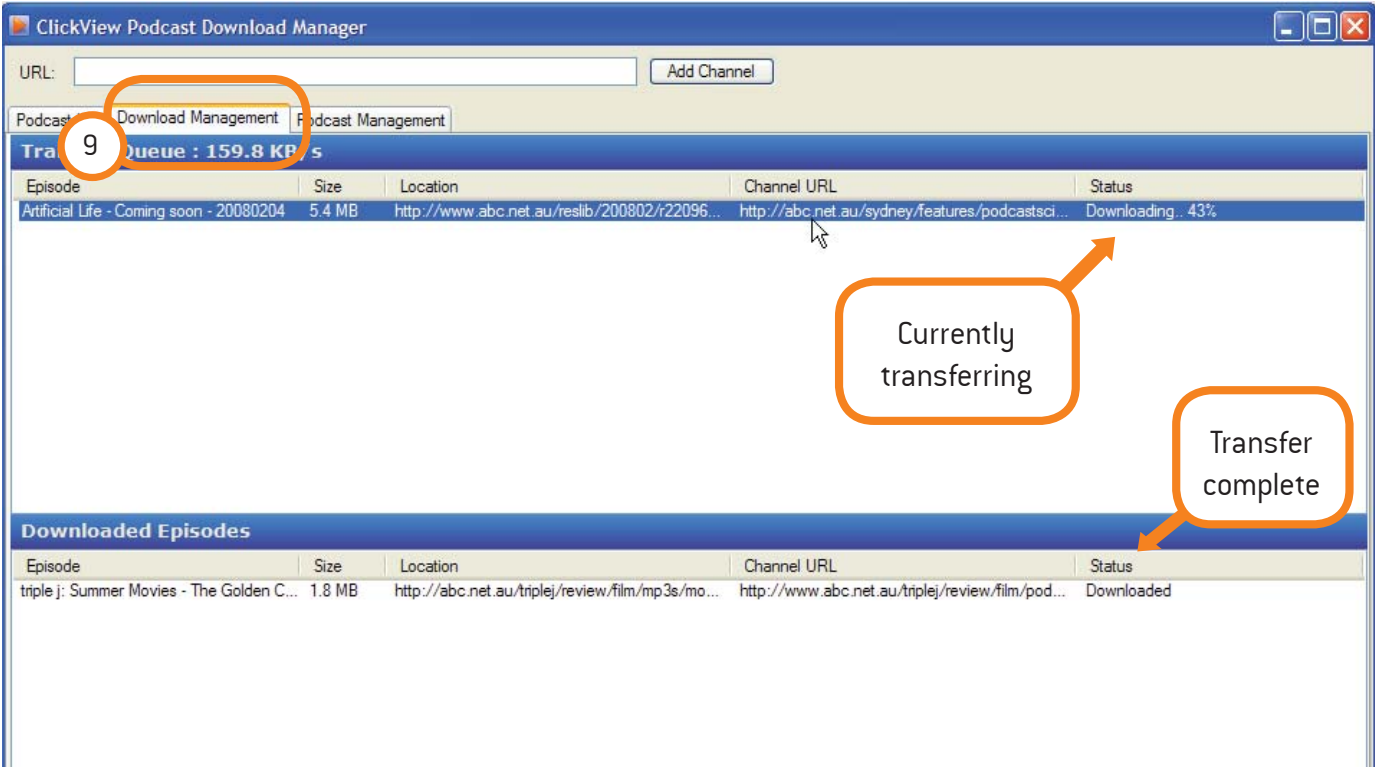 ClickView Podcast Download Manager
URL:
Add Channel
Podcast Download Management Podcast Management
9
Queue : 159.8 KB/s
Episode Size Location Channel URL Status
Artificial Life - Coming soon - 20080204 5.4 MB http://www.abc.net.au/reslib/200802/r22096... http://abc.net.au/sydney/features/podcastsci... Downloading.. 43%
Currently
transferring
Transfer
complete
Downloaded Episodes
Episode Size Location Channel URL Status
triple j: Summer Movies - The Golden C... 1.8 MB http://abc.net.au/triplej/review/film/mp3s/mo... http://www.abc.net.au/triplej/review/film/pod... Downloaded